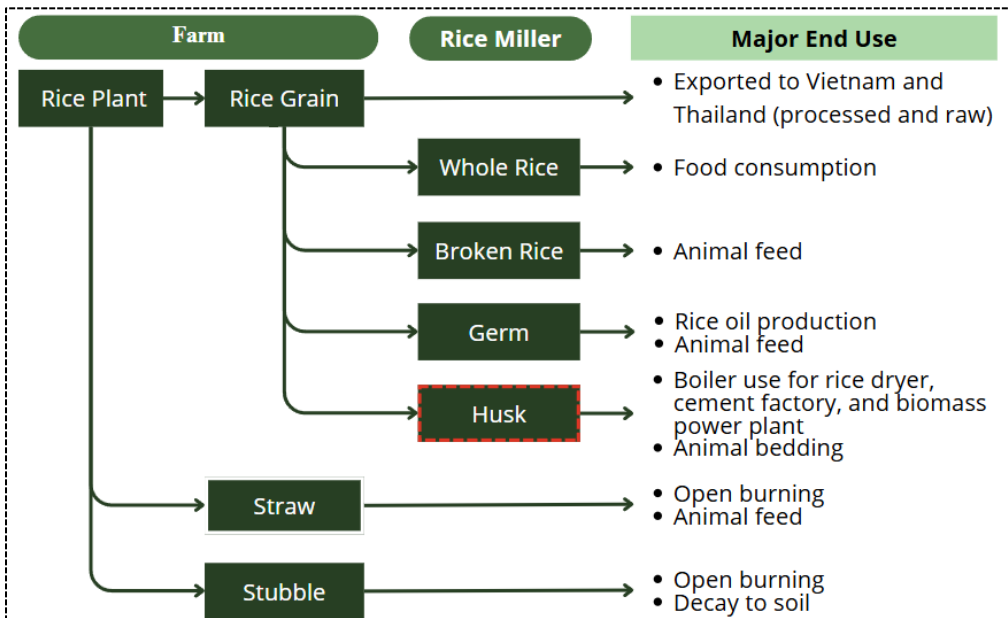 Farm
Rice Miller
Major End Use
Rice Plant
Rice Grain
• Exported to Vietnam and
Thailand (processed and raw)
Whole Rice
• Food consumption
Broken Rice
• Animal feed
Germ
• Rice oil production
• Animal feed
Husk
• Boiler use for rice dryer,
cement factory, and biomass
power plant
• Animal bedding
Straw
• Open burning
• Animal feed
Stubble
• Open burning
• Decay to soil